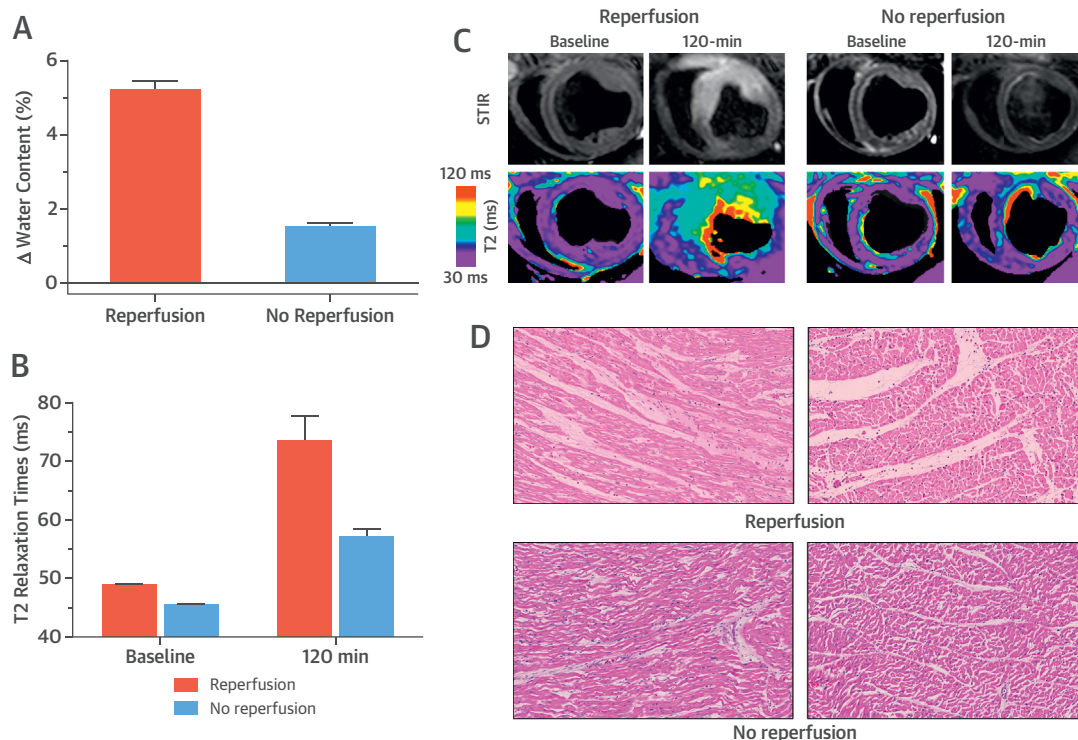 A
Δ Water Content (%)
6
4
2
0
Reperfusion
No Reperfusion
B
T2 Relaxation Times (ms)
80
70
60
50
40
Baseline
120 min
Reperfusion
No reperfusion
C
Reperfusion
No reperfusion
Baseline
120-min
Baseline
120-min
STIR
120 ms
T2 (ms)
30 ms
D
Reperfusion
No reperfusion